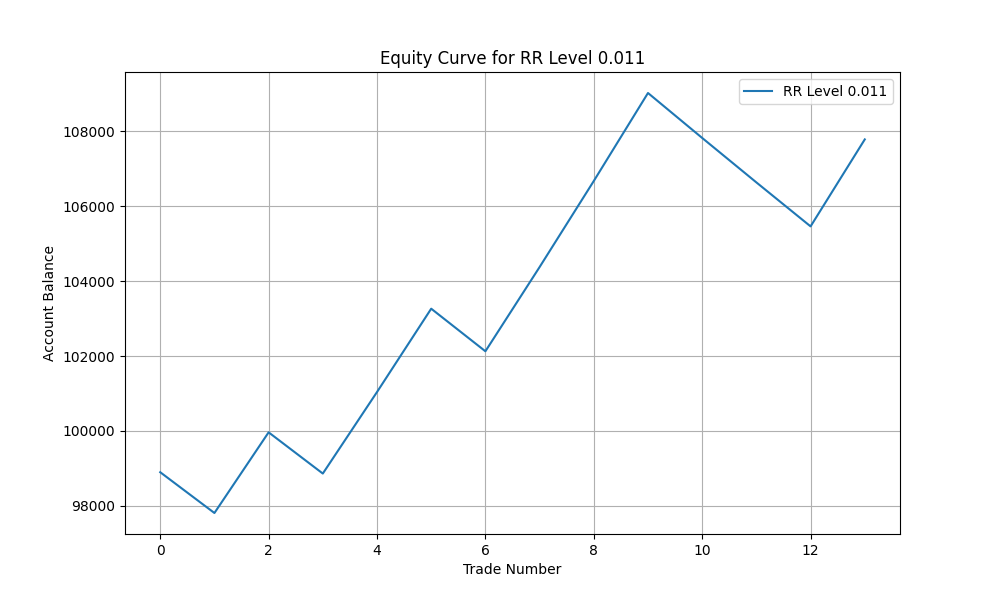 Equity Curve for RR Level 0.011
RR Level 0.011
Account Balance
108000
106000
104000
102000
100000
98000
0 2 4 6 8 10 12
Trade Number